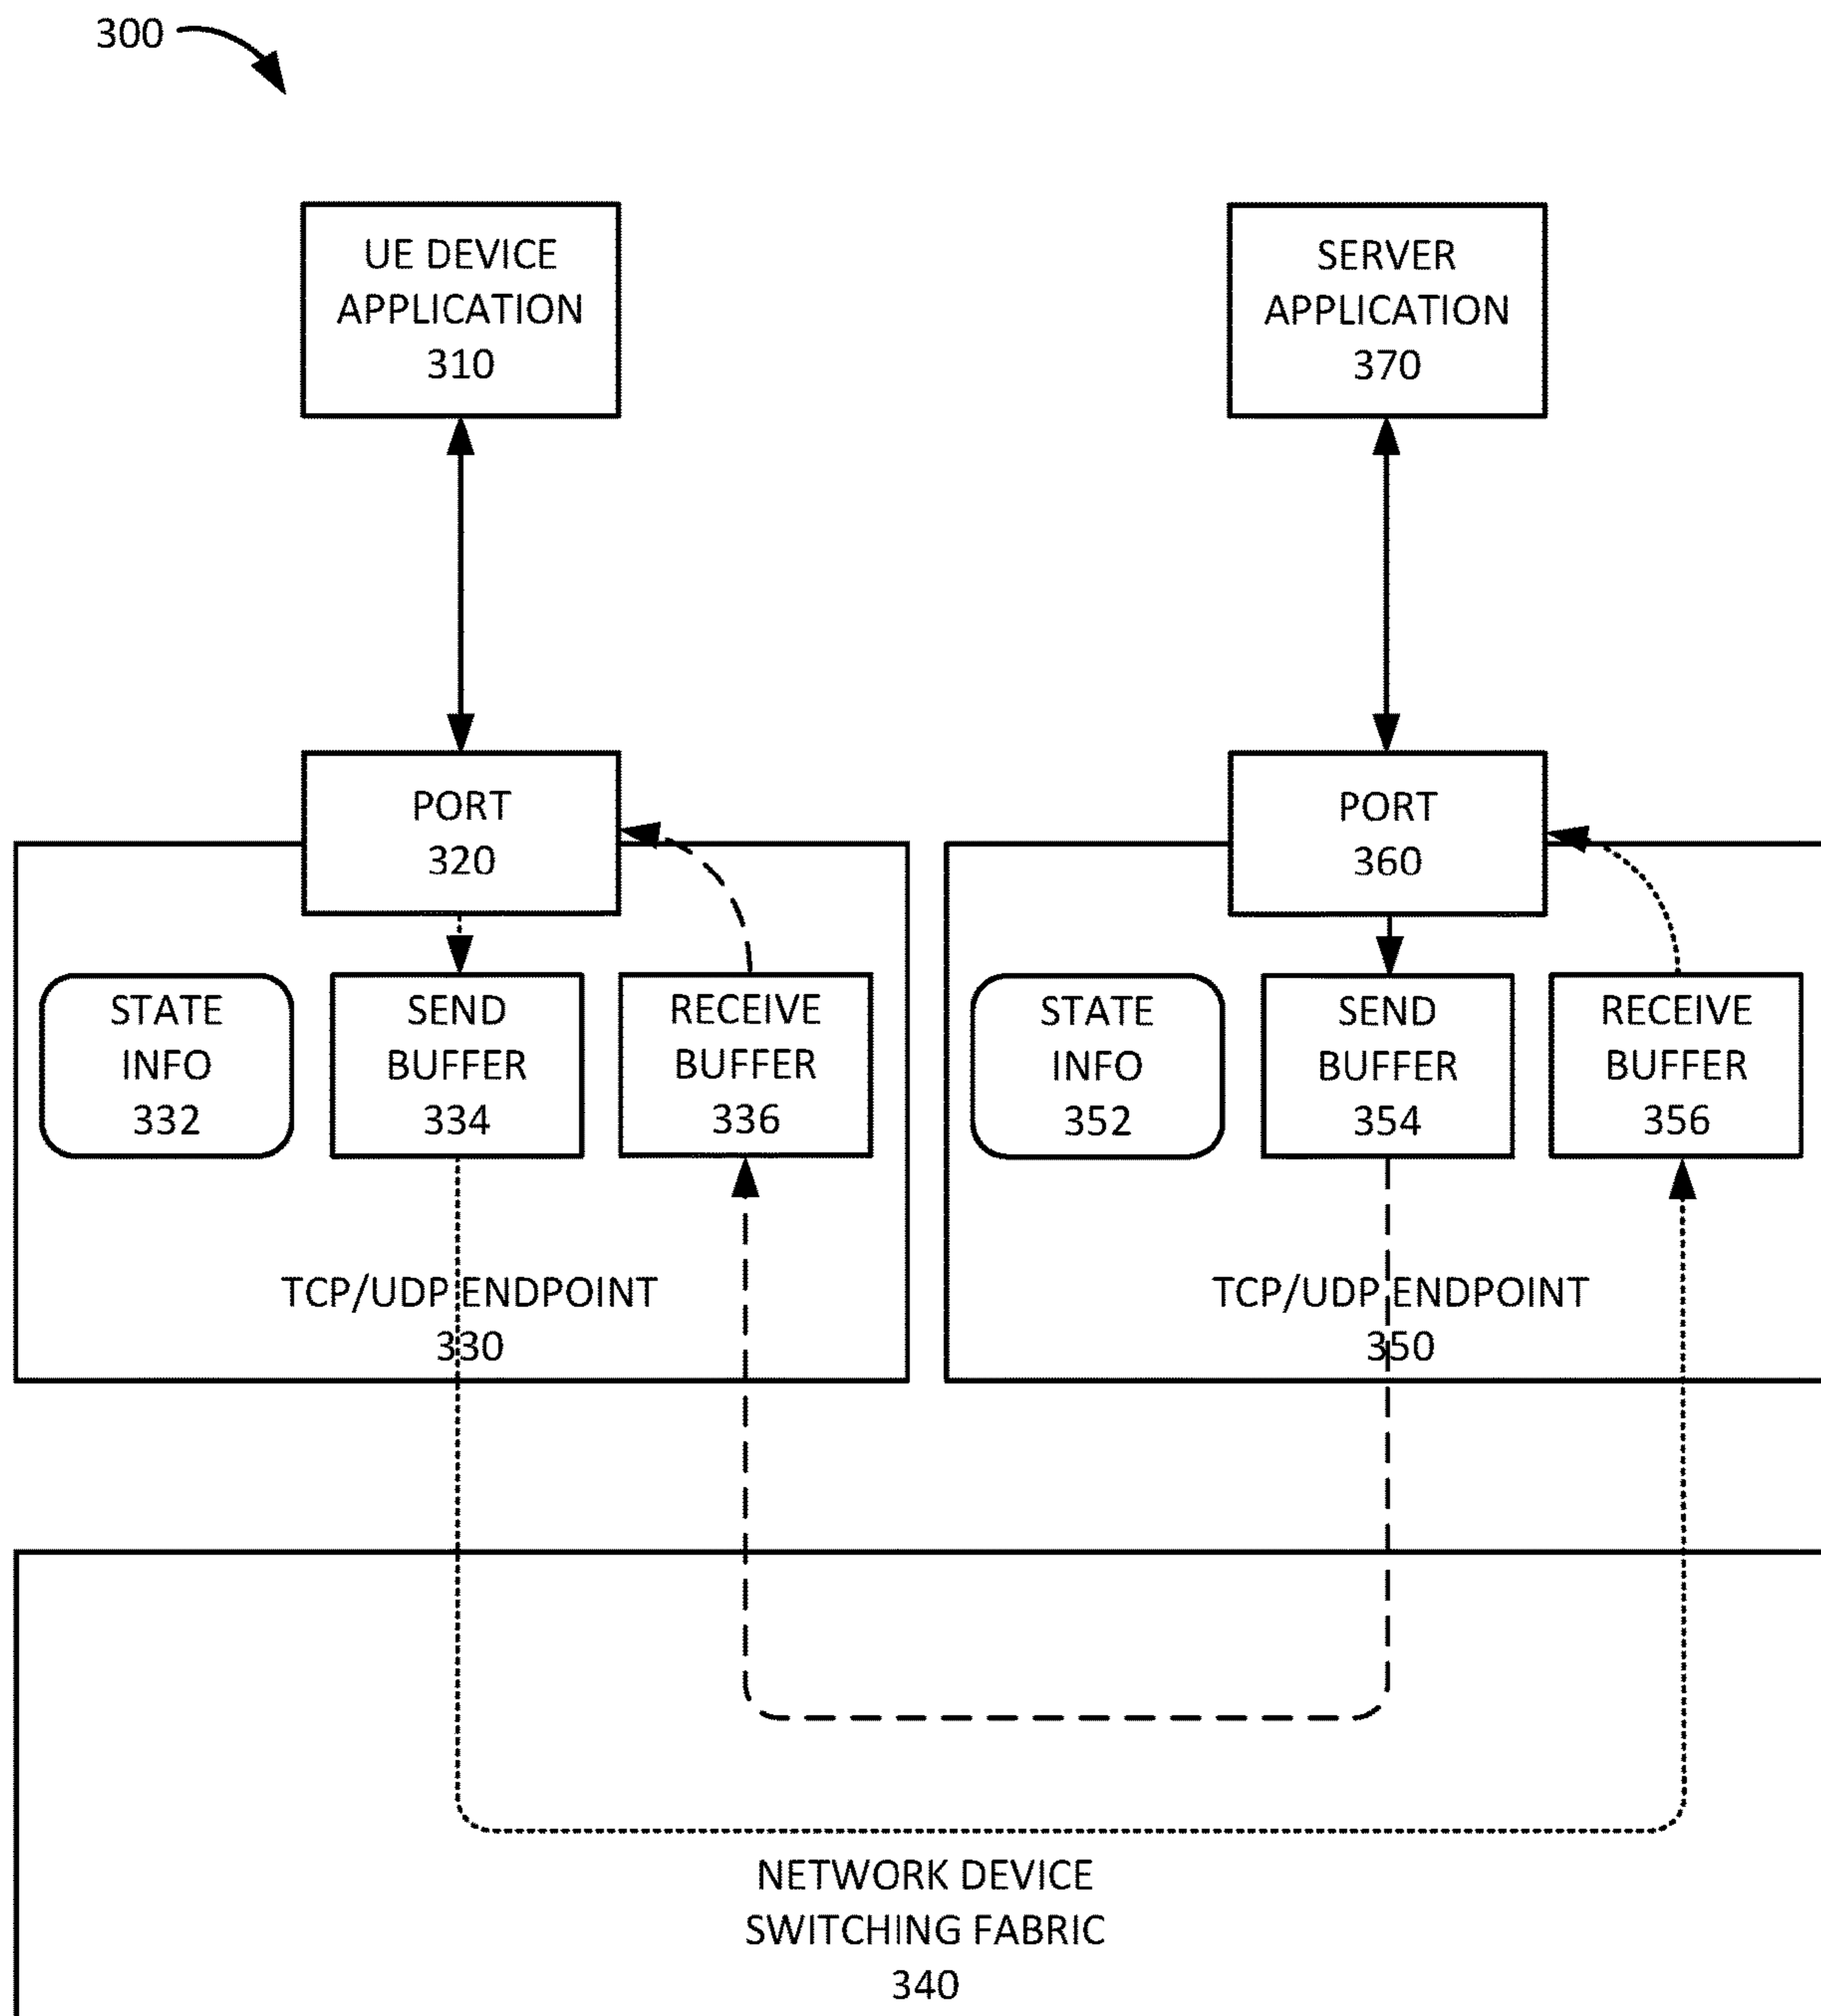 300
UE DEVICE
APPLICATION
310
SERVER
APPLICATION
370
PORT
320
PORT
360
STATE
INFO
332
SEND
BUFFER
334
RECEIVE
BUFFER
336
STATE
INFO
352
SEND
BUFFER
354
RECEIVE
BUFFER
356
TCP/UDP ENDPOINT
330
TCP/UDP ENDPOINT
350
NETWORK DEVICE
SWITCHING FABRIC
340